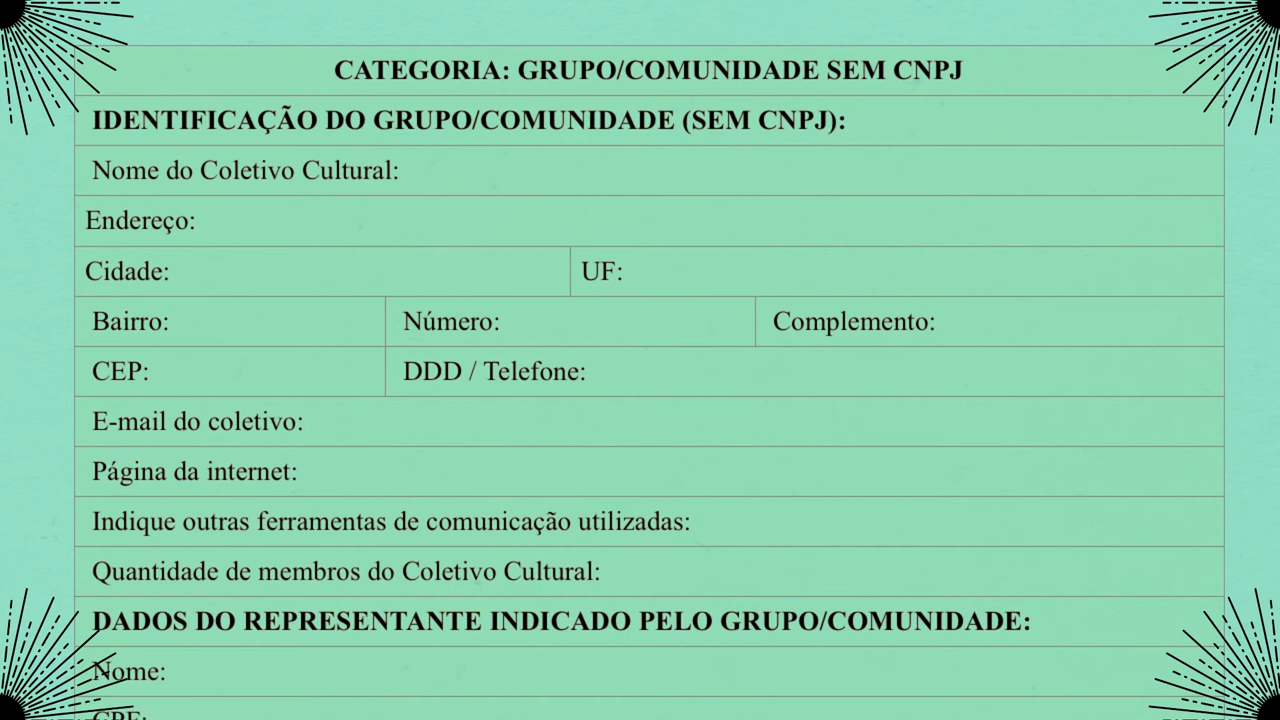 CATEGORIA: GRUPO/COMUNIDADE SEM CNPJ
IDENTIFICAÇÃO DO GRUPO/COMUNIDADE (SEM CNPJ):
Nome do Coletivo Cultural:
Endereço:
Cidade: UF:
Bairro: Número: Complemento:
CEP: DDD / Telefone:
E-mail do coletivo:
Página da internet:
Indique outras ferramentas de comunicação utilizadas:
Quantidade de membros do Coletivo Cultural:
DADOS DO REPRESENTANTE INDICADO PELO GRUPO/COMUNIDADE:
Nome:
CPF: